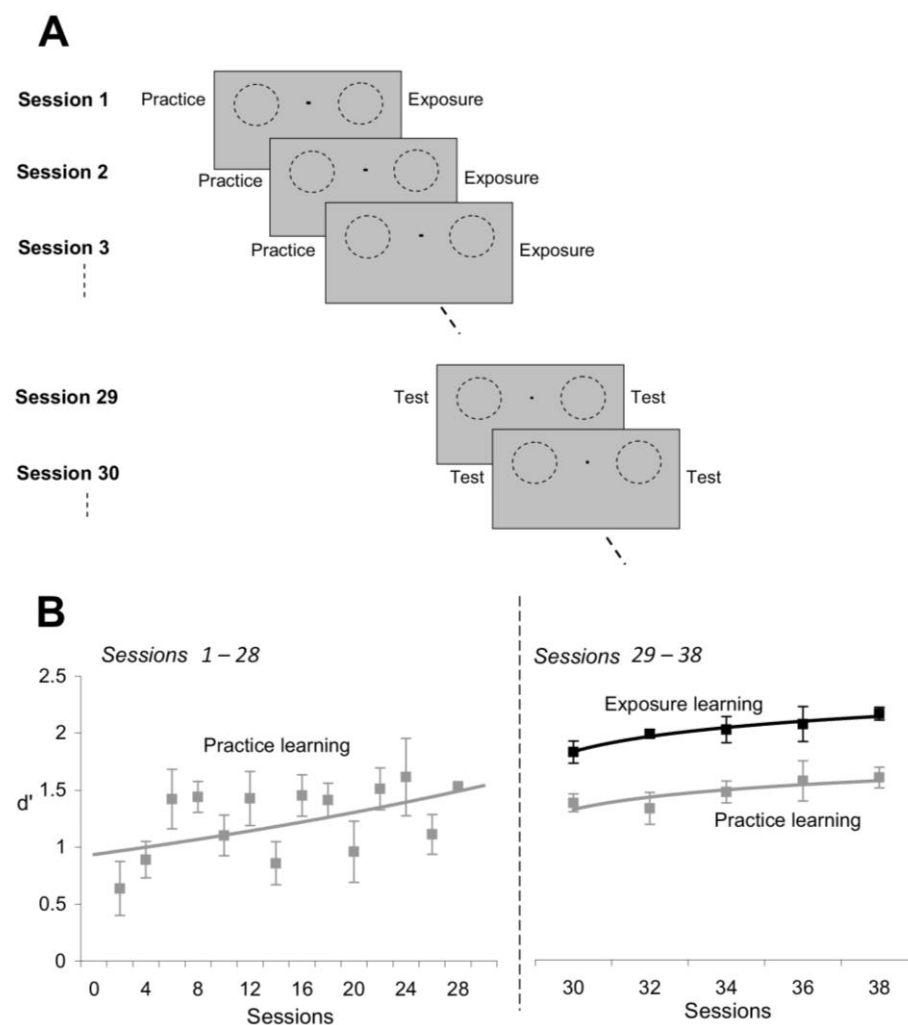 A
Session 1 Practice Exposure
Session 2 Practice Exposure
Session 3 Practice Exposure
Session 29 Test Test
Session 30 Test Test
B
Sessions 1 – 28
Sessions 29 – 38
2.5
2
1.5
1
0.5
0
d'
Practice learning
Exposure learning
Practice learning
0 4 8 12 16 20 24 28
Sessions
30 32 34 36 38
Sessions